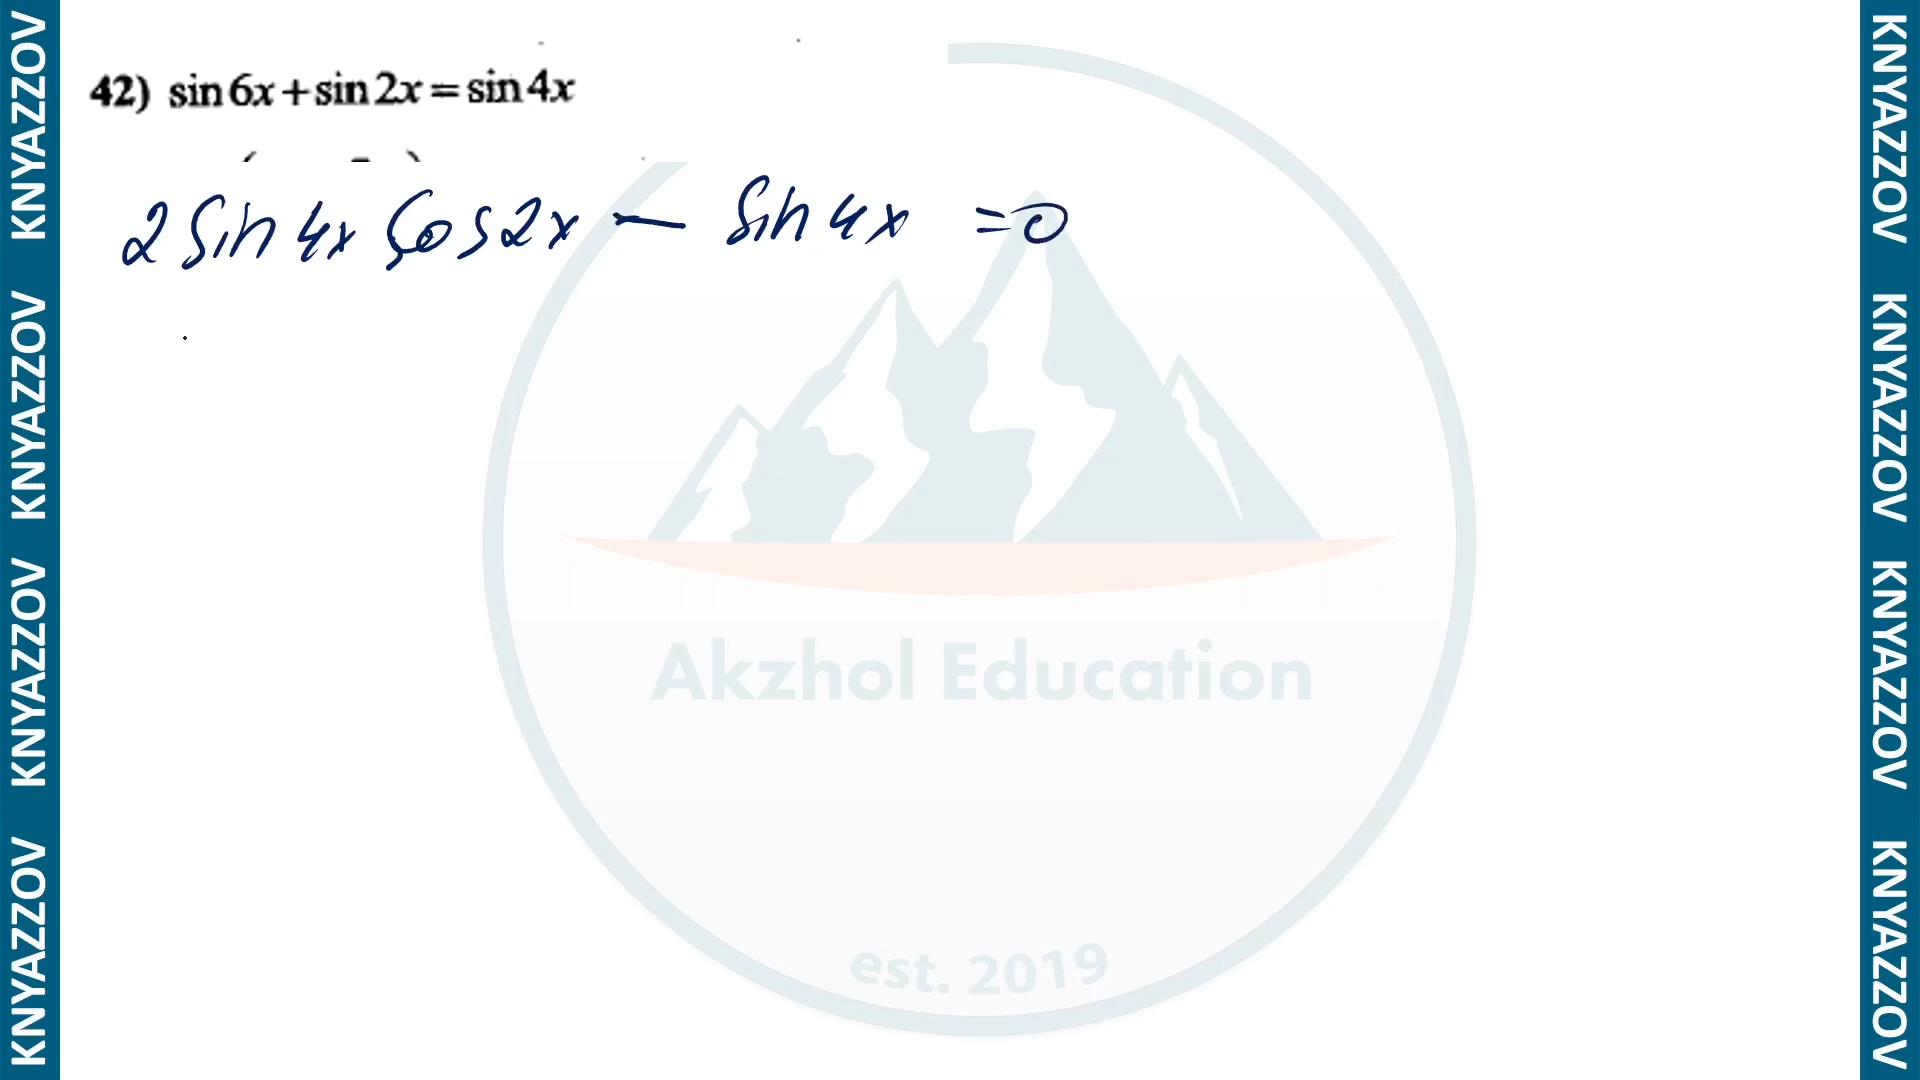 42) sin 6x + sin 2x = sin 4x
2 Sin 4x Cos 2x — Sin 4x = 0
Akzhol Education
est. 2019
KNYAZZOV KNYAZZOV KNYAZZOV KNYAZZOV
KNYAZZOV KNYAZZOV KNYAZZOV KNYAZZOV